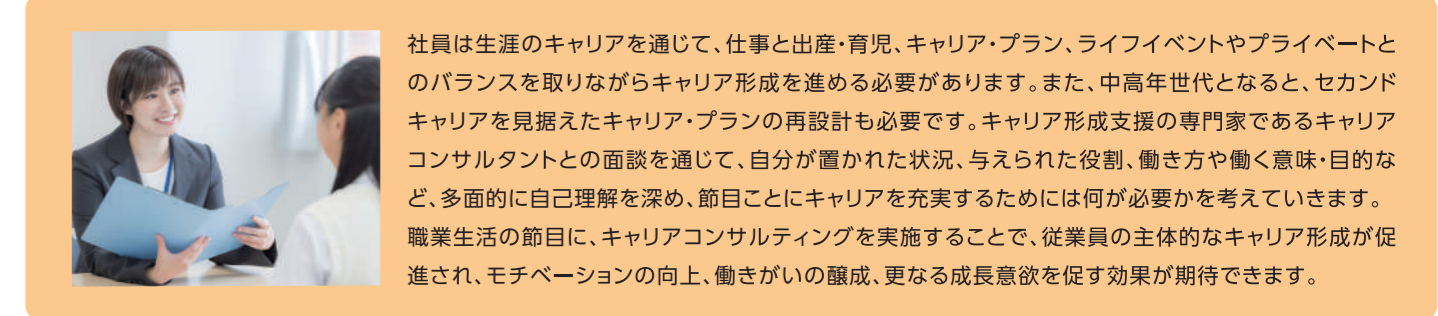 社員は生涯のキャリアを通じて、仕事と出産・育児、キャリア・プラン、ライフイベントやプライベートと
のバランスを取りながらキャリア形成を進める必要があります。また、中高年世代となると、セカンド
キャリアを見据えたキャリア・プランの再設計も必要です。キャリア形成支援の専門家であるキャリア
コンサルタントとの面談を通じて、自分が置かれた状況、与えられた役割、働き方や働く意味・目的な
ど、多面的に自己理解を深め、節目ごとにキャリアを充実するためには何が必要かを考えていきます。
職業生活の節目に、キャリアコンサルティングを実施することで、従業員の主体的なキャリア形成が促
進され、モチベーションの向上、働きがいの醸成、更なる成長意欲を促す効果が期待できます。